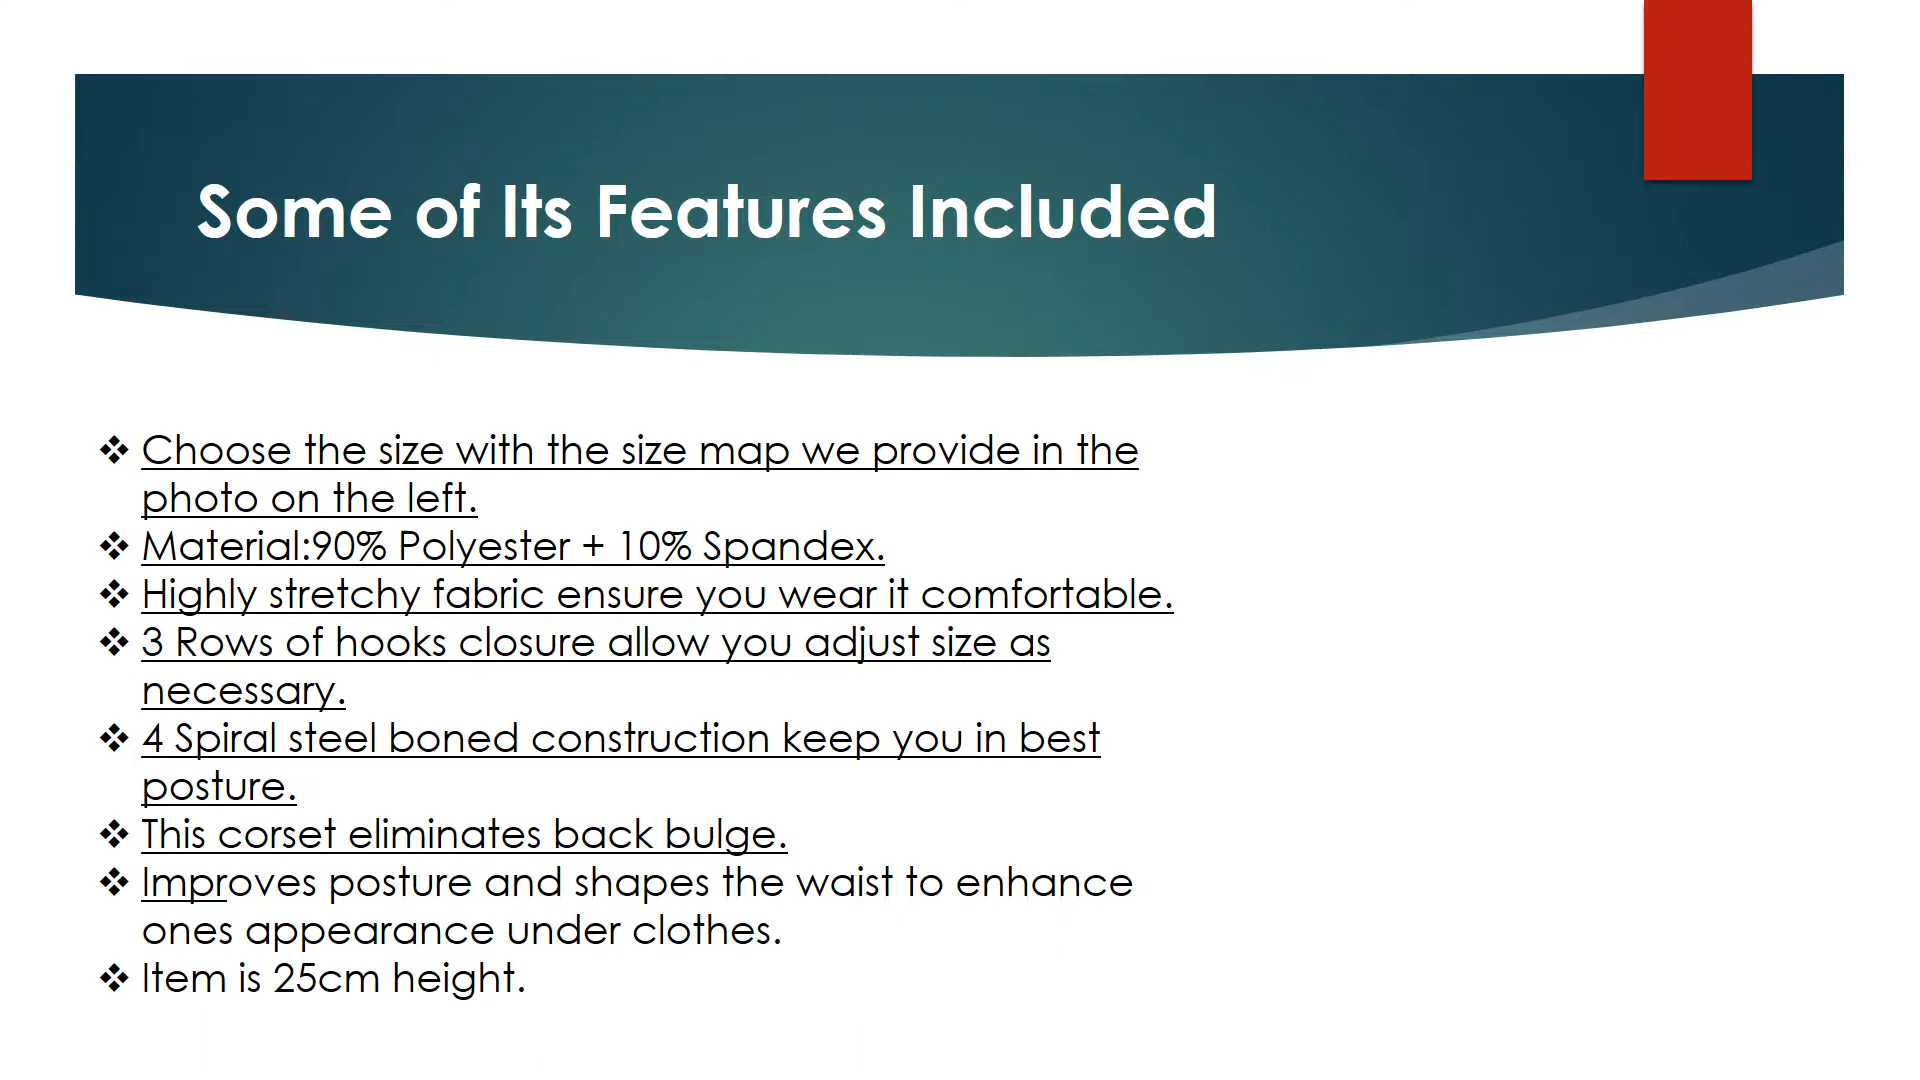 Some of Its Features Included
❖ Choose the size with the size map we provide in the
photo on the left.
❖ Material:90% Polyester + 10% Spandex.
❖ Highly stretchy fabric ensure you wear it comfortable.
❖ 3 Rows of hooks closure allow you adjust size as
necessary.
❖ 4 Spiral steel boned construction keep you in best
posture.
❖ This corset eliminates back bulge.
❖ Improves posture and shapes the waist to enhance
ones appearance under clothes.
❖ Item is 25cm height.